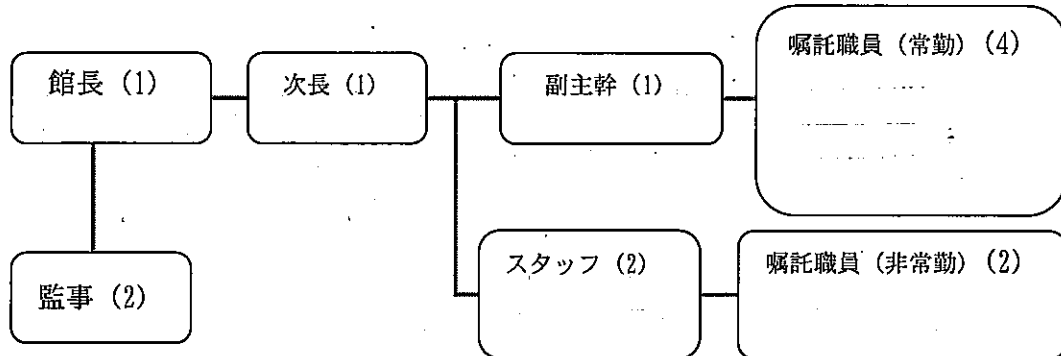 館長 (1)
次長 (1)
副主幹 (1)
嘱託職員 (常勤) (4)
監事 (2)
スタッフ (2)
嘱託職員 (非常勤) (2)